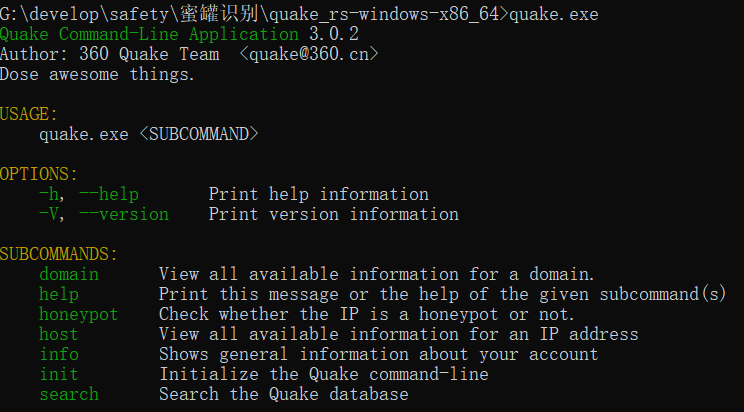 G:\develop\safety\蜜罐识别\quake_rs-windows-x86_64>quake.exe
Quake Command-Line Application 3.0.2
Author: 360 Quake Team  <quake@360.cn>
Dose awesome things.
USAGE:
    quake.exe <SUBCOMMAND>
OPTIONS:
    -h, --help       Print help information
    -V, --version    Print version information
SUBCOMMANDS:
    domain      View all available information for a domain.
    help        Print this message or the help of the given subcommand(s)
    honeypot    Check whether the IP is a honeypot or not.
    host        View all available information for an IP address
    info        Shows general information about your account
    init        Initialize the Quake command-line
    search      Search the Quake database